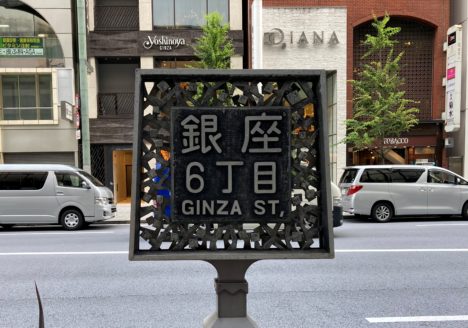 Yoshinoya
GINZA
DIANA
銀座
6丁目
GINZA ST.